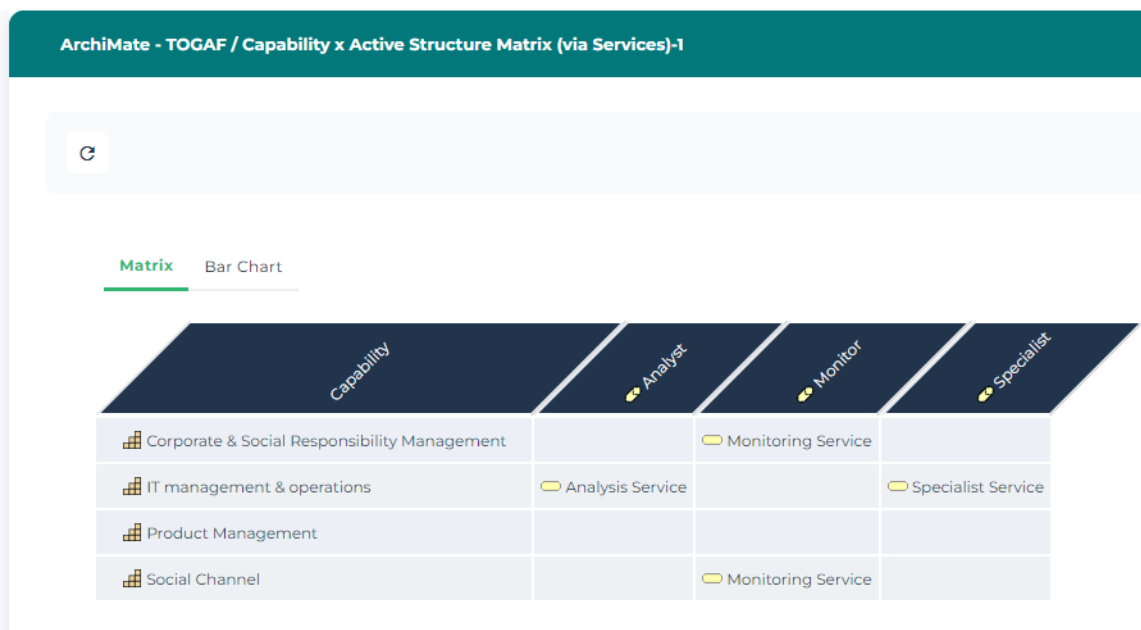 ArchiMate - TOGAF / Capability x Active Structure Matrix (via Services)-1
Matrix Bar Chart
Capability Analyst Monitor Specialist
Corporate & Social Responsibility Management Monitoring Service
IT management & operations Analysis Service Specialist Service
Product Management
Social Channel Monitoring Service